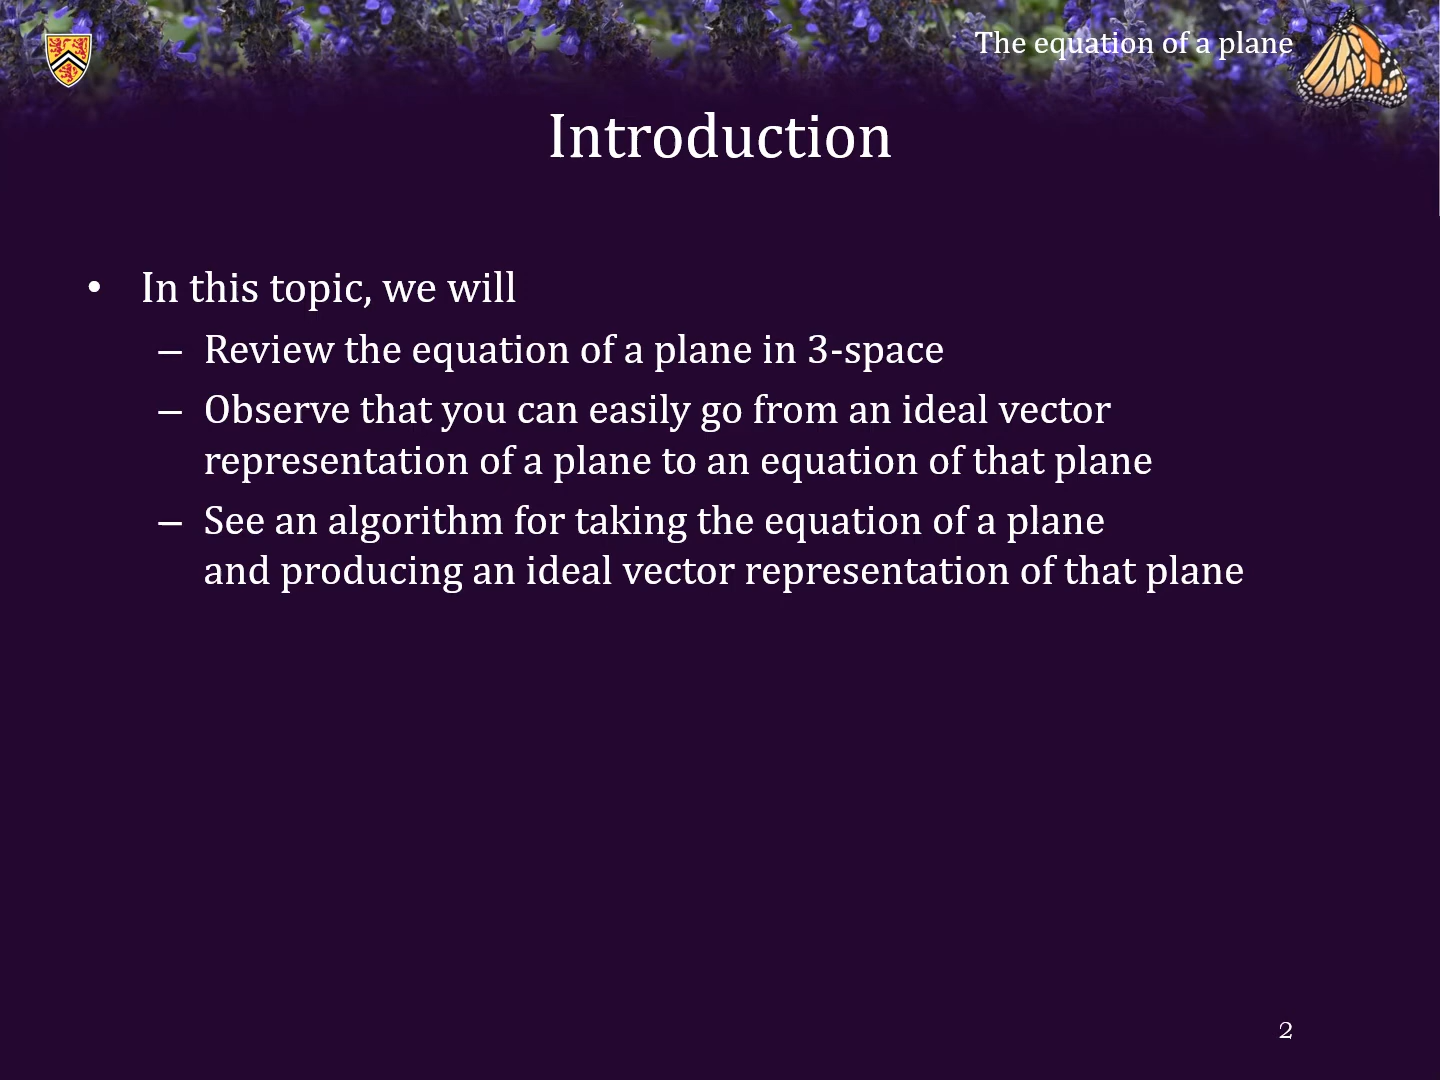 The equation of a plane
Introduction
• In this topic, we will
– Review the equation of a plane in 3-space
– Observe that you can easily go from an ideal vector
representation of a plane to an equation of that plane
– See an algorithm for taking the equation of a plane
and producing an ideal vector representation of that plane
2